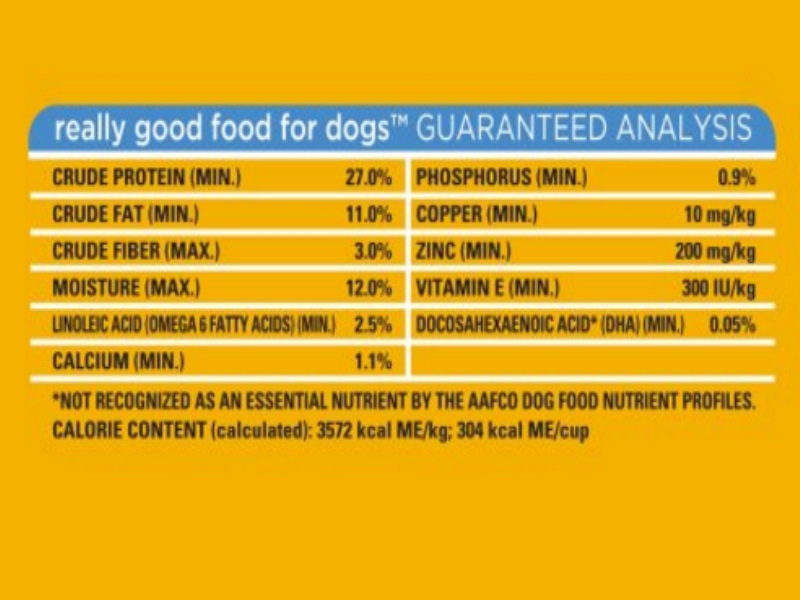 really good food for dogs™ GUARANTEED ANALYSIS
CRUDE PROTEIN (MIN.) 27.0% PHOSPHORUS (MIN.) 0.9%
CRUDE FAT (MIN.) 11.0% COPPER (MIN.) 10 mg/kg
CRUDE FIBER (MAX.) 3.0% ZINC (MIN.) 200 mg/kg
MOISTURE (MAX.) 12.0% VITAMIN E (MIN.) 300 IU/kg
LINOLEIC ACID (OMEGA 6 FATTY ACIDS) (MIN.) 2.5% DOCOSAHEXAENOIC ACID* (DHA) (MIN.) 0.05%
CALCIUM (MIN.) 1.1%
*NOT RECOGNIZED AS AN ESSENTIAL NUTRIENT BY THE AAFCO DOG FOOD NUTRIENT PROFILES.
CALORIE CONTENT (calculated): 3572 kcal ME/kg; 304 kcal ME/cup